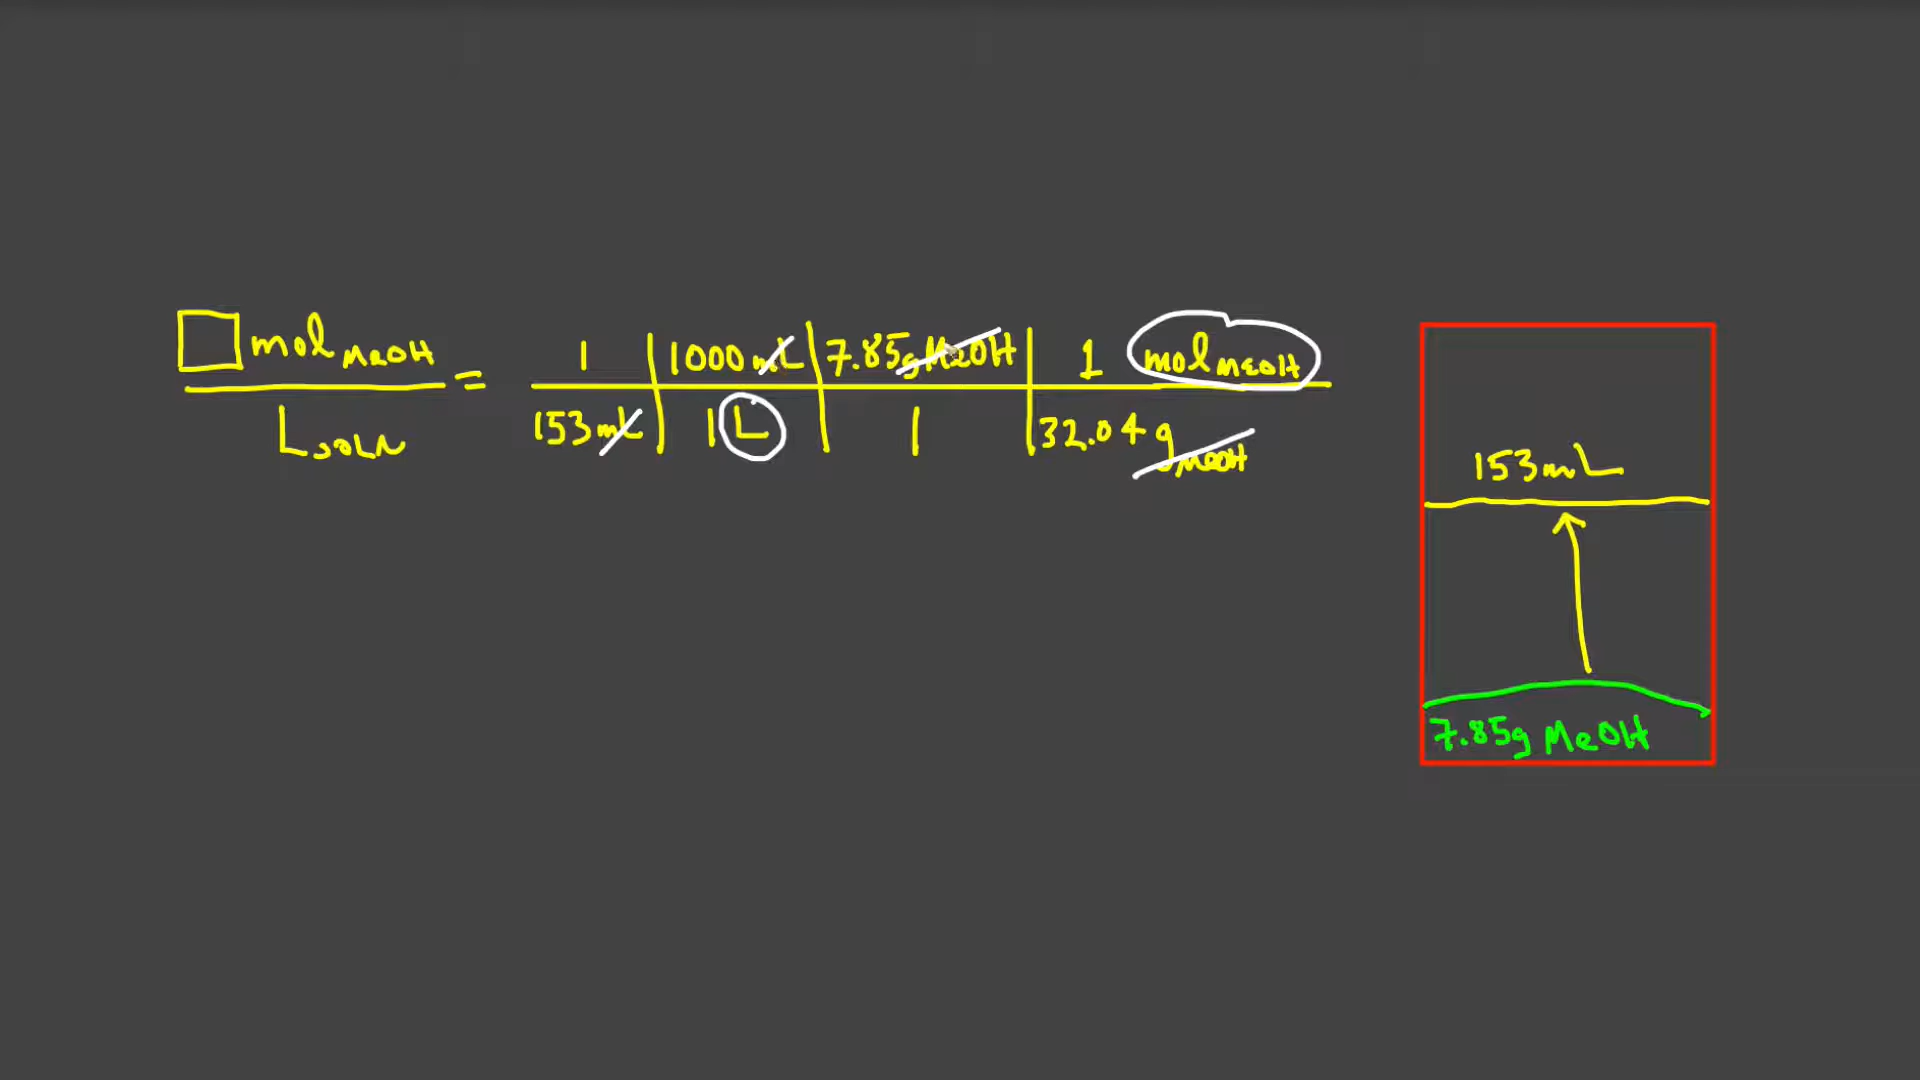 □ mol MeOH = 1 | 1000 mL | 7.85g MeOH | 1 mol MeOH
L SOLN 153 mL | 1 L | 1 | 32.04 g MeOH
153 mL
7.85g MeOH